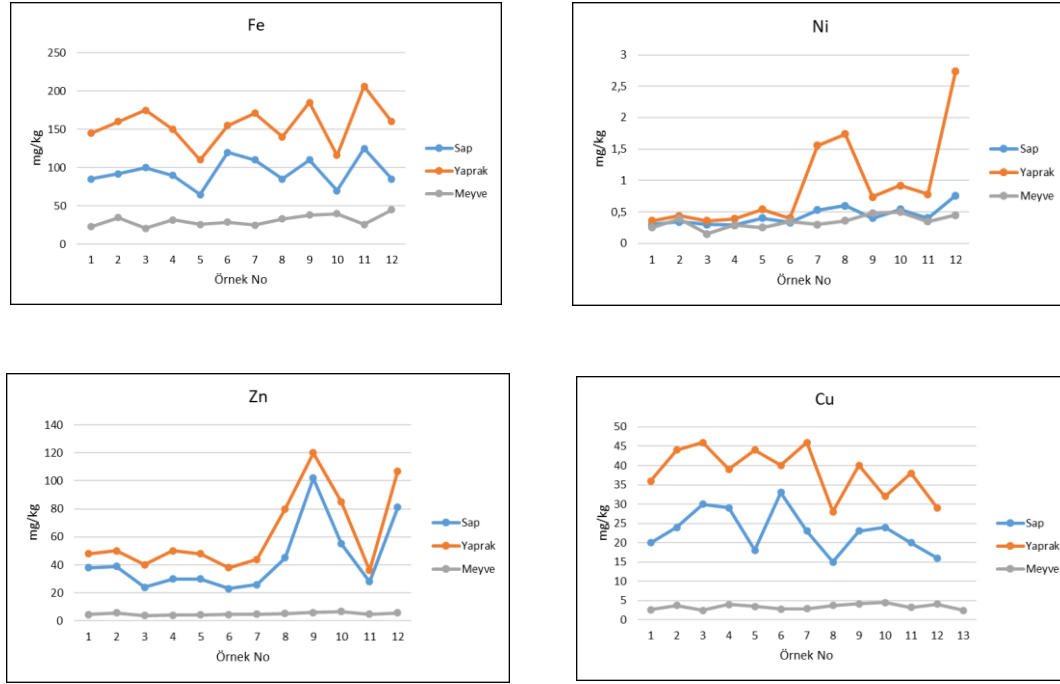 Fe
250
200
150
100
50
0
mg/kg
1 2 3 4 5 6 7 8 9 10 11 12
Örnek No
Sap
Yaprak
Meyve
Ni
3
2,5
2
1,5
1
0,5
0
mg/kg
1 2 3 4 5 6 7 8 9 10 11 12
Örnek No
Sap
Yaprak
Meyve
Zn
140
120
100
80
60
40
20
0
mg/kg
1 2 3 4 5 6 7 8 9 10 11 12
Örnek No
Sap
Yaprak
Meyve
Cu
50
45
40
35
30
25
20
15
10
5
0
mg/kg
1 2 3 4 5 6 7 8 9 10 11 12 13
Örnek No
Sap
Yaprak
Meyve